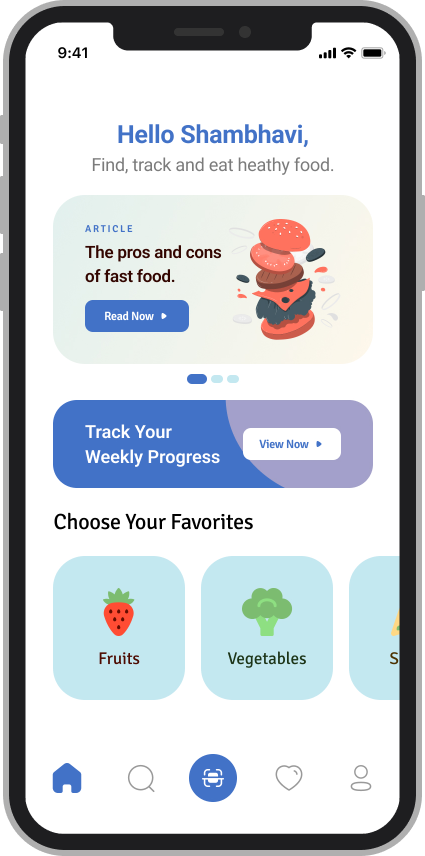 9:41
Hello Shambhavi,
Find, track and eat heathy food.
ARTICLE
The pros and cons
of fast food.
Read Now
Track Your
Weekly Progress
View Now
Choose Your Favorites
Fruits
Vegetables
S